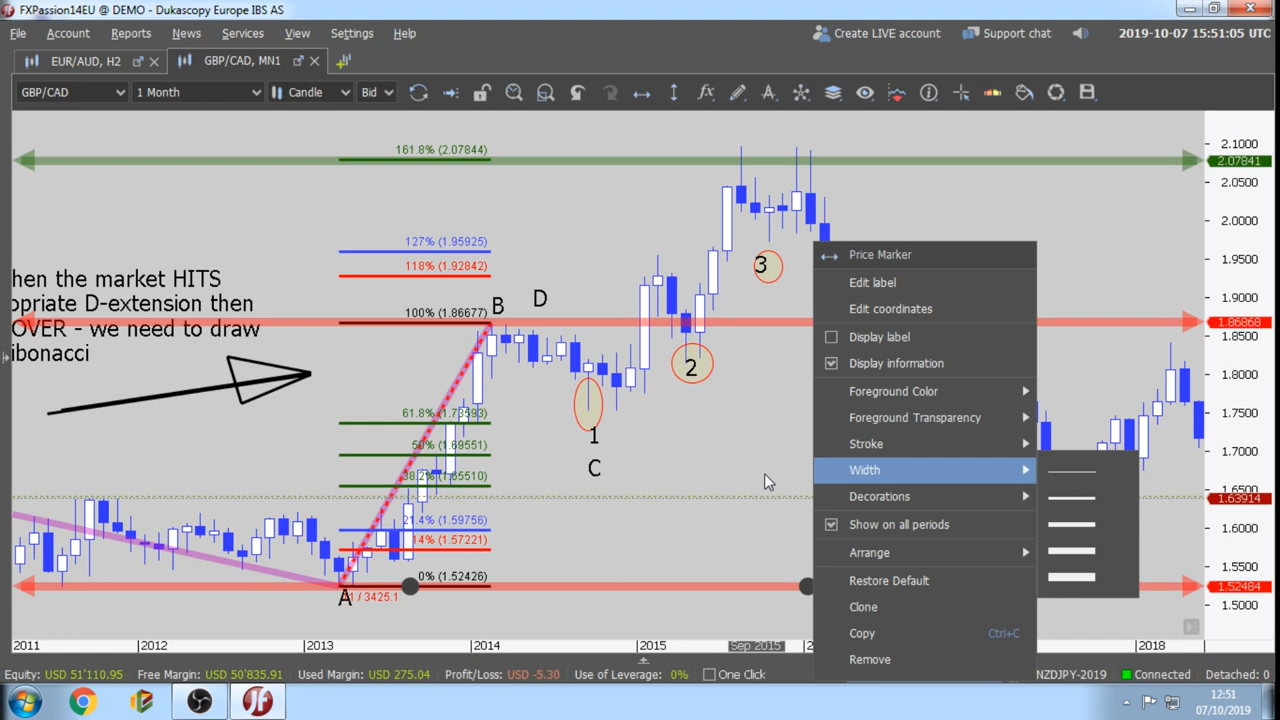 FXPassion14EU @ DEMO - Dukascopy Europe IBS AS
File Account Reports News Services View Settings Help
Create LIVE account Support chat 2019-10-07 15:51:05 UTC
EUR/AUD, H2 GBP/CAD, MN1
GBP/CAD 1 Month Candle Bid
161.8% (2.07844)
127% (1.95925)
118% (1.92842)
100% (1.86677)
61.8% (1.73593)
50% (1.69551)
38.2% (1.65510)
21.4% (1.59756)
14% (1.57221)
0% (1.52426)
/ 3425.1
hen the market HITS
opriate D-extension then
OVER - we need to draw
ibonacci
A
B
D
1
C
2
3
Price Marker
Edit label
Edit coordinates
Display label
Display information
Foreground Color
Foreground Transparency
Stroke
Width
Decorations
Show on all periods
Arrange
Restore Default
Clone
Copy Ctrl+C
Remove
2.1000
2.07841
2.0500
2.0000
1.9500
1.9000
1.86868
1.8500
1.8000
1.7500
1.7000
1.6500
1.63914
1.6000
1.5500
1.52484
1.5000
2011 2012 2013 2014 2015 Sep 2015 2018
Equity: USD 51'110.95 Free Margin: USD 50'835.91 Used Margin: USD 275.04 Profit/Loss: USD -5.30 Use of Leverage: 0% One Click NZDJPY-2019 Connected Detached: 0
12:51
07/10/2019